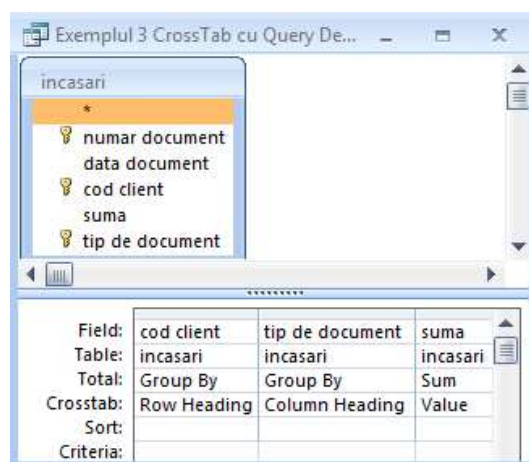 Exemplul 3 CrossTab cu Query De...
incasari
*
numar document
data document
cod client
suma
tip de document
Field: cod client tip de document suma
Table: incasari incasari incasari
Total: Group By Group By Sum
Crosstab: Row Heading Column Heading Value
Sort:
Criteria: